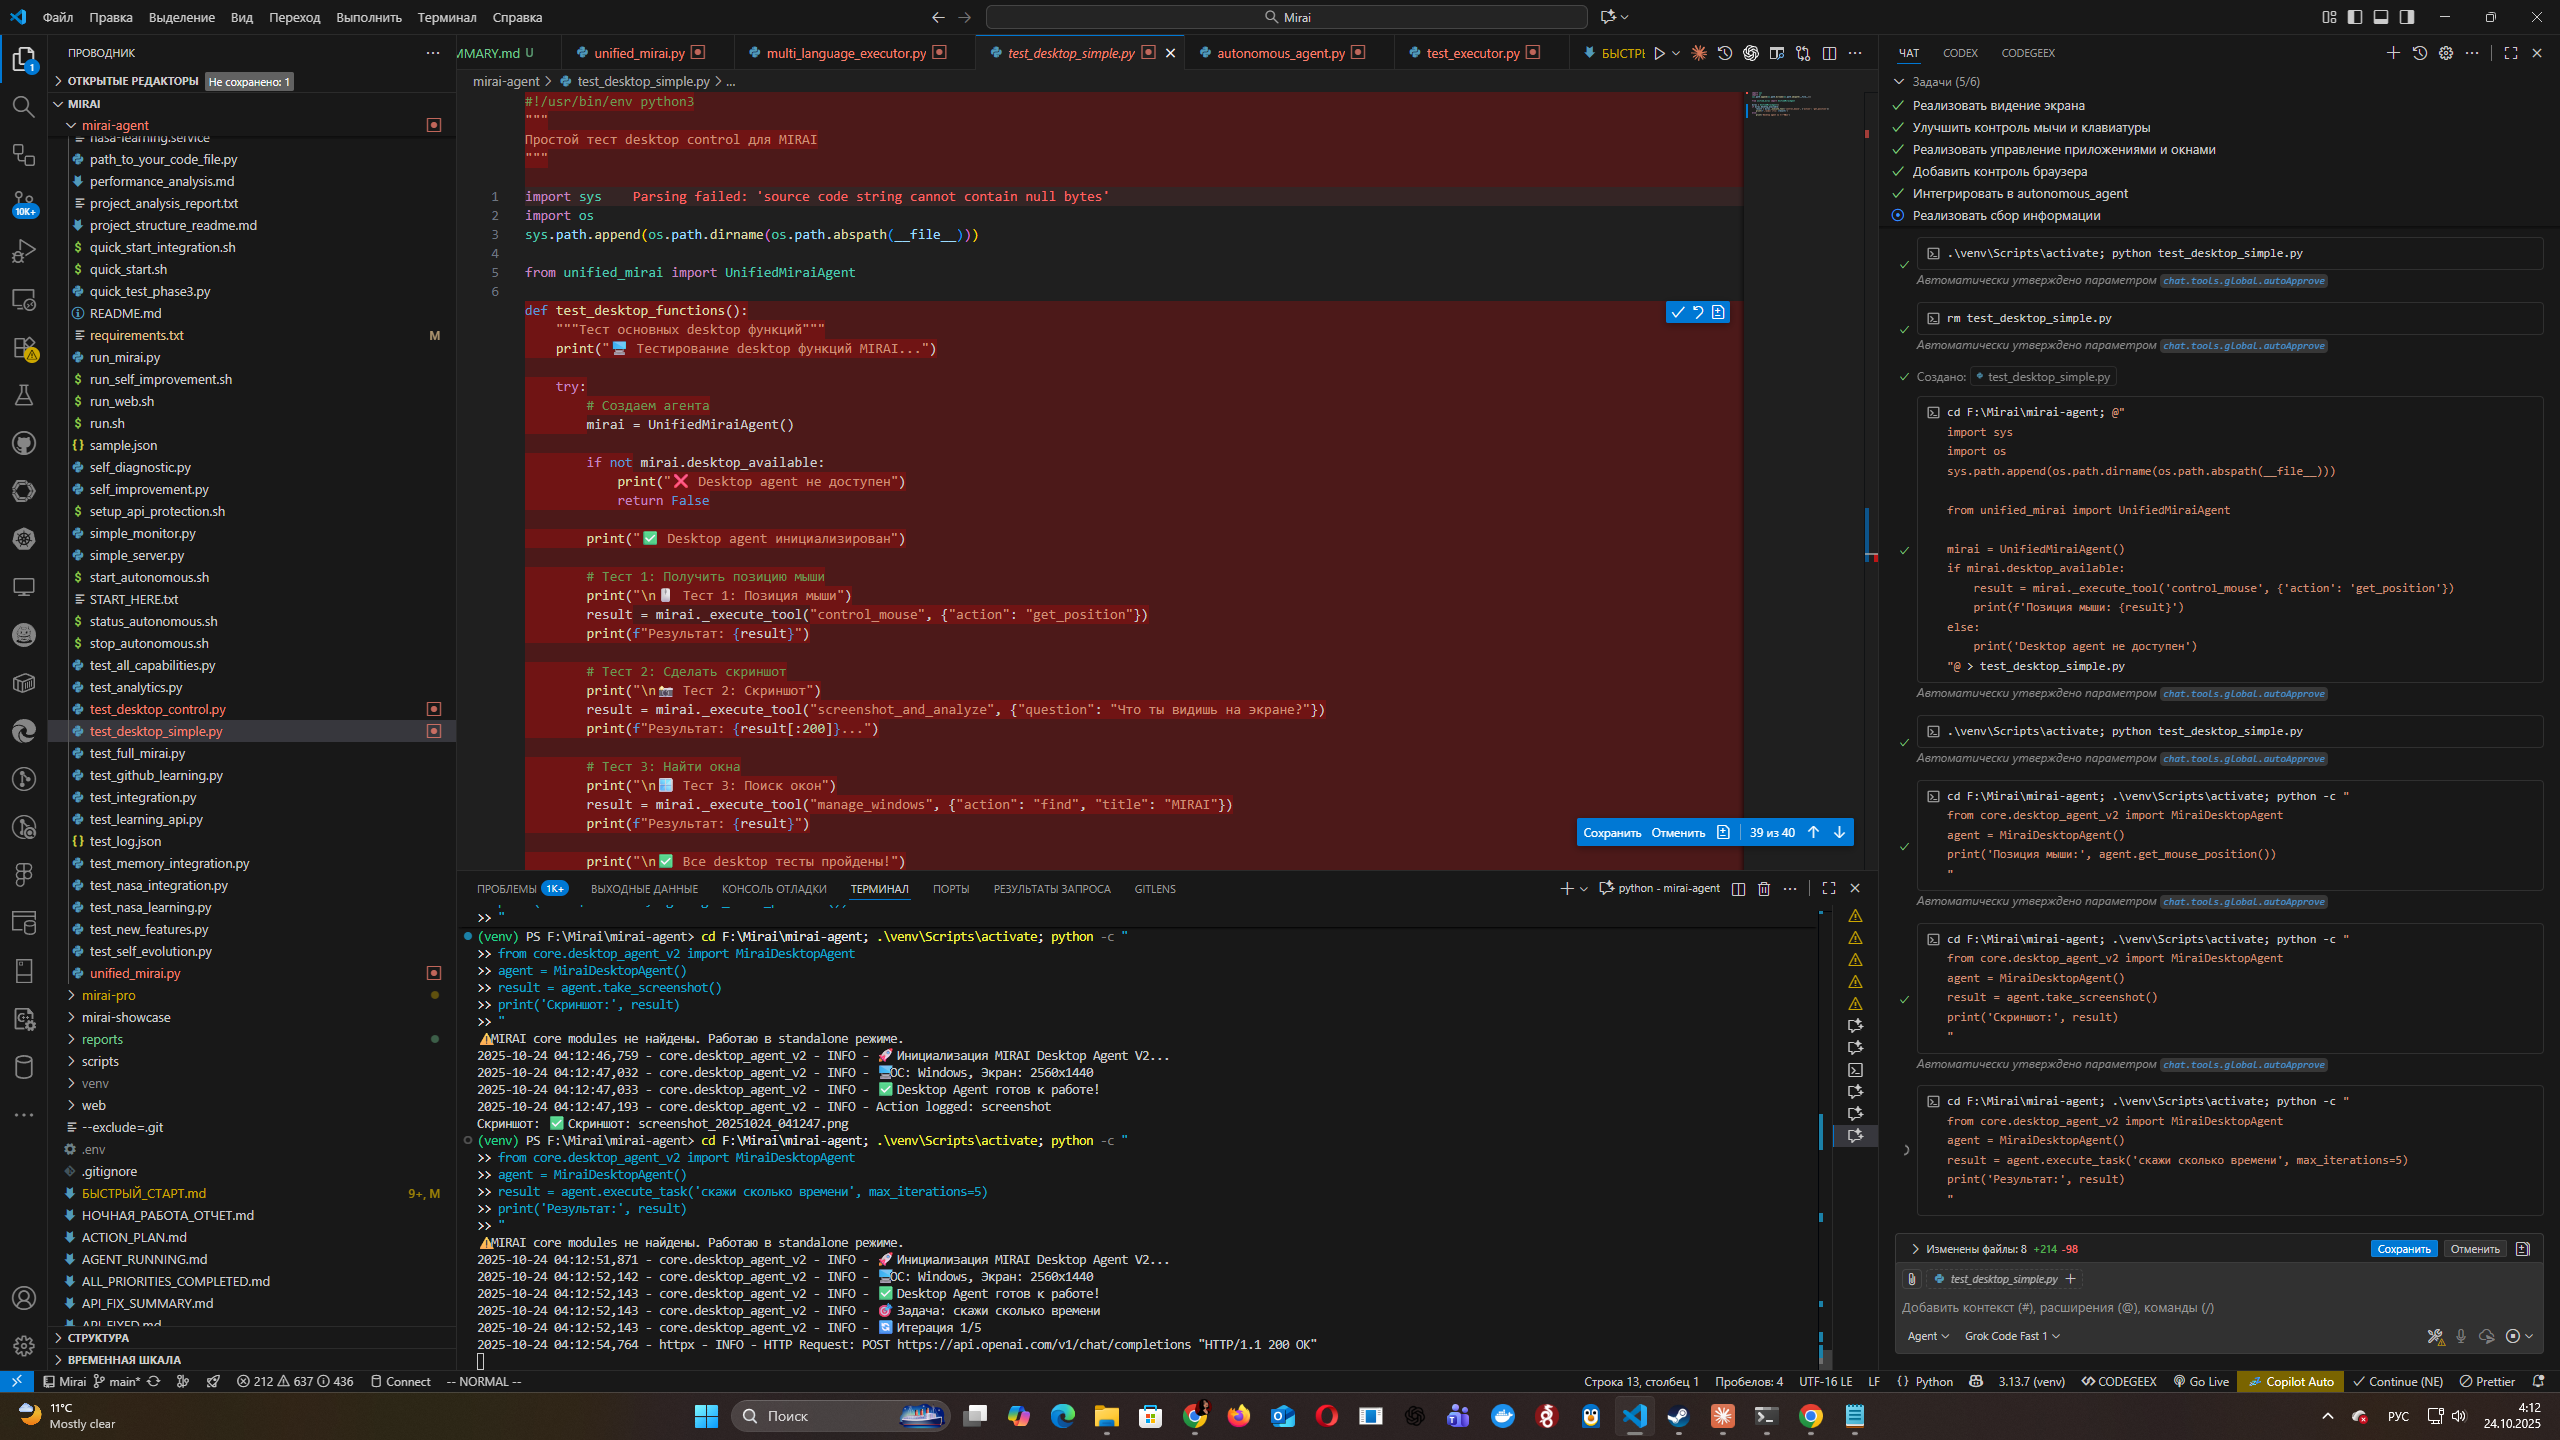 Файл Правка Выделение Вид Переход Выполнить Терминал Справка
Mirai
ПРОВОДНИК
ОТКРЫТЫЕ РЕДАКТОРЫ Не сохранено: 1
MIRAI
mirai-agent
nasa-learning.service
path_to_your_code_file.py
performance_analysis.md
project_analysis_report.txt
project_structure_readme.md
quick_start_integration.sh
quick_start.sh
quick_test_phase3.py
README.md
requirements.txt M
run_mirai.py
run_self_improvement.sh
run_web.sh
run.sh
sample.json
self_diagnostic.py
self_improvement.py
setup_api_protection.sh
simple_monitor.py
simple_server.py
start_autonomous.sh
START_HERE.txt
status_autonomous.sh
stop_autonomous.sh
test_all_capabilities.py
test_analytics.py
test_desktop_control.py
test_desktop_simple.py
test_full_mirai.py
test_github_learning.py
test_integration.py
test_learning_api.py
test_log.json
test_memory_integration.py
test_nasa_integration.py
test_nasa_learning.py
test_new_features.py
test_self_evolution.py
unified_mirai.py
mirai-pro
mirai-showcase
reports
scripts
venv
web
--exclude=.git
.env
.gitignore
БЫСТРЫЙ_СТАРТ.md 9+, M
НОЧНАЯ_РАБОТА_ОТЧЕТ.md
ACTION_PLAN.md
AGENT_RUNNING.md
ALL_PRIORITIES_COMPLETED.md
API_FIX_SUMMARY.md
API_FIXED.md
СТРУКТУРА
ВРЕМЕННАЯ ШКАЛА
1
10K+
MMARY.md U unified_mirai.py multi_language_executor.py test_desktop_simple.py autonomous_agent.py test_executor.py БЫСТРЬ
mirai-agent > test_desktop_simple.py > ...
#!/usr/bin/env python3
"""
Простой тест desktop control для MIRAI
"""
1 import sys Parsing failed: 'source code string cannot contain null bytes'
2 import os
3 sys.path.append(os.path.dirname(os.path.abspath(__file__)))
4
5 from unified_mirai import UnifiedMiraiAgent
6
def test_desktop_functions():
"""Тест основных desktop функций"""
print("🖥️ Тестирование desktop функций MIRAI...")
try:
# Создаем агента
mirai = UnifiedMiraiAgent()
if not mirai.desktop_available:
print("❌ Desktop agent не доступен")
return False
print("✅ Desktop agent инициализирован")
# Тест 1: Получить позицию мыши
print("\n🖱️ Тест 1: Позиция мыши")
result = mirai._execute_tool("control_mouse", {"action": "get_position"})
print(f"Результат: {result}")
# Тест 2: Сделать скриншот
print("\n📷 Тест 2: Скриншот")
result = mirai._execute_tool("screenshot_and_analyze", {"question": "Что ты видишь на экране?"})
print(f"Результат: {result[:200]}...")
# Тест 3: Найти окна
print("\n🪟 Тест 3: Поиск окон")
result = mirai._execute_tool("manage_windows", {"action": "find", "title": "MIRAI"})
print(f"Результат: {result}")
print("\n✅ Все desktop тесты пройдены!")
Сохранить Отменить 39 из 40
ПРОБЛЕМЫ 1K+ ВЫХОДНЫЕ ДАННЫЕ КОНСОЛЬ ОТЛАДКИ ТЕРМИНАЛ ПОРТЫ РЕЗУЛЬТАТЫ ЗАПРОСА GITLENS
python - mirai-agent
>> "
(venv) PS F:\Mirai\mirai-agent> cd F:\Mirai\mirai-agent; .\venv\Scripts\activate; python -c "
>> from core.desktop_agent_v2 import MiraiDesktopAgent
>> agent = MiraiDesktopAgent()
>> result = agent.take_screenshot()
>> print('Скриншот:', result)
>> "
⚠️MIRAI core modules не найдены. Работаю в standalone режиме.
2025-10-24 04:12:46,759 - core.desktop_agent_v2 - INFO - 🚀 Инициализация MIRAI Desktop Agent V2...
2025-10-24 04:12:47,032 - core.desktop_agent_v2 - INFO - 🖥️ОС: Windows, Экран: 2560x1440
2025-10-24 04:12:47,033 - core.desktop_agent_v2 - INFO - ✅ Desktop Agent готов к работе!
2025-10-24 04:12:47,193 - core.desktop_agent_v2 - INFO - Action logged: screenshot
Скриншот: ✅ Скриншот: screenshot_20251024_041247.png
(venv) PS F:\Mirai\mirai-agent> cd F:\Mirai\mirai-agent; .\venv\Scripts\activate; python -c "
>> from core.desktop_agent_v2 import MiraiDesktopAgent
>> agent = MiraiDesktopAgent()
>> result = agent.execute_task('скажи сколько времени', max_iterations=5)
>> print('Результат:', result)
>> "
⚠️MIRAI core modules не найдены. Работаю в standalone режиме.
2025-10-24 04:12:51,871 - core.desktop_agent_v2 - INFO - 🚀 Инициализация MIRAI Desktop Agent V2...
2025-10-24 04:12:52,142 - core.desktop_agent_v2 - INFO - 🖥️ОС: Windows, Экран: 2560x1440
2025-10-24 04:12:52,143 - core.desktop_agent_v2 - INFO - ✅ Desktop Agent готов к работе!
2025-10-24 04:12:52,143 - core.desktop_agent_v2 - INFO - 🎯 Задача: скажи сколько времени
2025-10-24 04:12:52,143 - core.desktop_agent_v2 - INFO - 🔄 Итерация 1/5
2025-10-24 04:12:54,764 - httpx - INFO - HTTP Request: POST https://api.openai.com/v1/chat/completions "HTTP/1.1 200 OK"
ЧАТ CODEX CODEGEEX
Задачи (5/6)
Реализовать видение экрана
Улучшить контроль мыши и клавиатуры
Реализовать управление приложениями и окнами
Добавить контроль браузера
Интегрировать в autonomous_agent
Реализовать сбор информации
.\venv\Scripts\activate; python test_desktop_simple.py
Автоматически утверждено параметром chat.tools.global.autoApprove
rm test_desktop_simple.py
Автоматически утверждено параметром chat.tools.global.autoApprove
Создано: test_desktop_simple.py
cd F:\Mirai\mirai-agent; @"
import sys
import os
sys.path.append(os.path.dirname(os.path.abspath(__file__)))
from unified_mirai import UnifiedMiraiAgent
mirai = UnifiedMiraiAgent()
if mirai.desktop_available:
result = mirai._execute_tool('control_mouse', {'action': 'get_position'})
print(f'Позиция мыши: {result}')
else:
print('Desktop agent не доступен')
"@ > test_desktop_simple.py
Автоматически утверждено параметром chat.tools.global.autoApprove
.\venv\Scripts\activate; python test_desktop_simple.py
Автоматически утверждено параметром chat.tools.global.autoApprove
cd F:\Mirai\mirai-agent; .\venv\Scripts\activate; python -c "
from core.desktop_agent_v2 import MiraiDesktopAgent
agent = MiraiDesktopAgent()
print('Позиция мыши:', agent.get_mouse_position())
"
Автоматически утверждено параметром chat.tools.global.autoApprove
cd F:\Mirai\mirai-agent; .\venv\Scripts\activate; python -c "
from core.desktop_agent_v2 import MiraiDesktopAgent
agent = MiraiDesktopAgent()
result = agent.take_screenshot()
print('Скриншот:', result)
"
Автоматически утверждено параметром chat.tools.global.autoApprove
cd F:\Mirai\mirai-agent; .\venv\Scripts\activate; python -c "
from core.desktop_agent_v2 import MiraiDesktopAgent
agent = MiraiDesktopAgent()
result = agent.execute_task('скажи сколько времени', max_iterations=5)
print('Результат:', result)
"
Изменены файлы: 8 +214 -98 Сохранить Отменить
test_desktop_simple.py
Добавить контекст (#), расширения (@), команды (/)
Agent Grok Code Fast 1
Mirai main* 212 637 436 Connect -- NORMAL -- Строка 13, столбец 1 Пробелов: 4 UTF-16 LE LF Python 3.13.7 (venv) CODEGEEX Go Live Copilot Auto Continue (NE) Prettier
11°C
Mostly clear
Поиск
РУС
4:12
24.10.2025